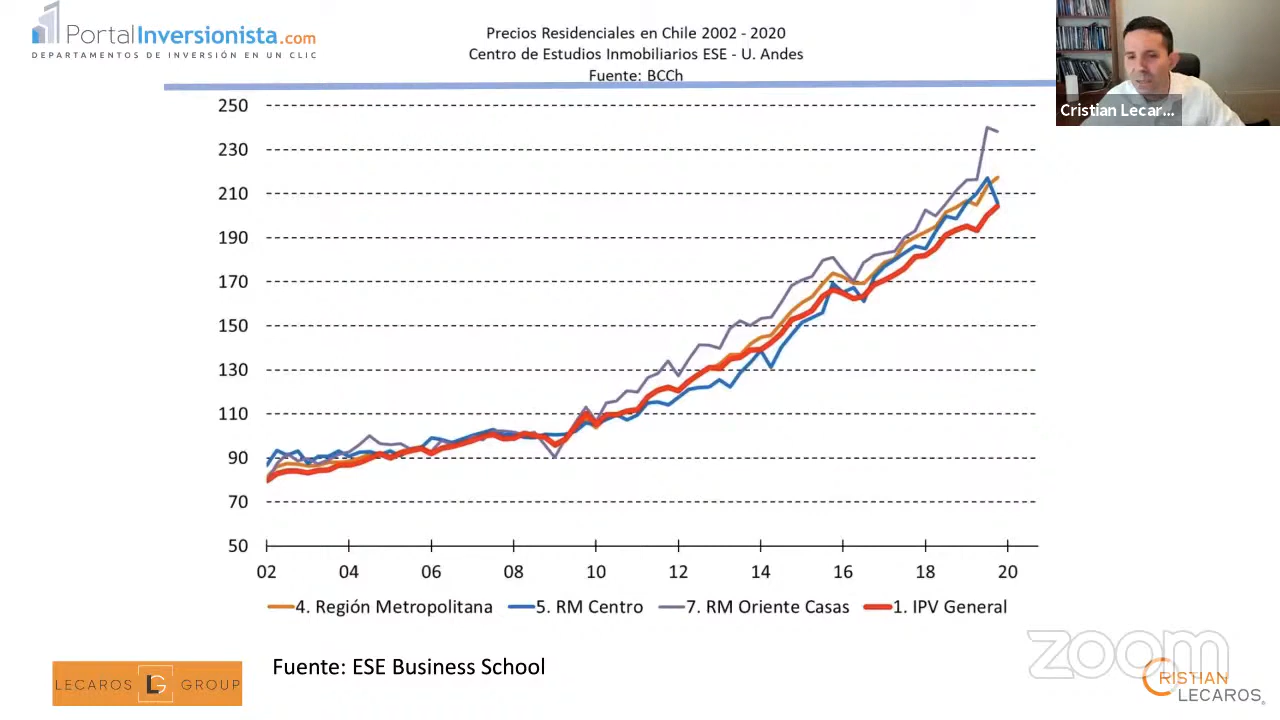 PortalInversionista.com
DEPARTAMENTOS DE INVERSIÓN EN UN CLIC
Precios Residenciales en Chile 2002 - 2020
Centro de Estudios Inmobiliarios ESE - U. Andes
Fuente: BCCh
Cristian Lecar...
250
230
210
190
170
150
130
110
90
70
50
02 04 06 08 10 12 14 16 18 20
4. Región Metropolitana 5. RM Centro 7. RM Oriente Casas 1. IPV General
Fuente: ESE Business School
LECAROS LG GROUP
zoom
CRISTIAN
LECAROS®